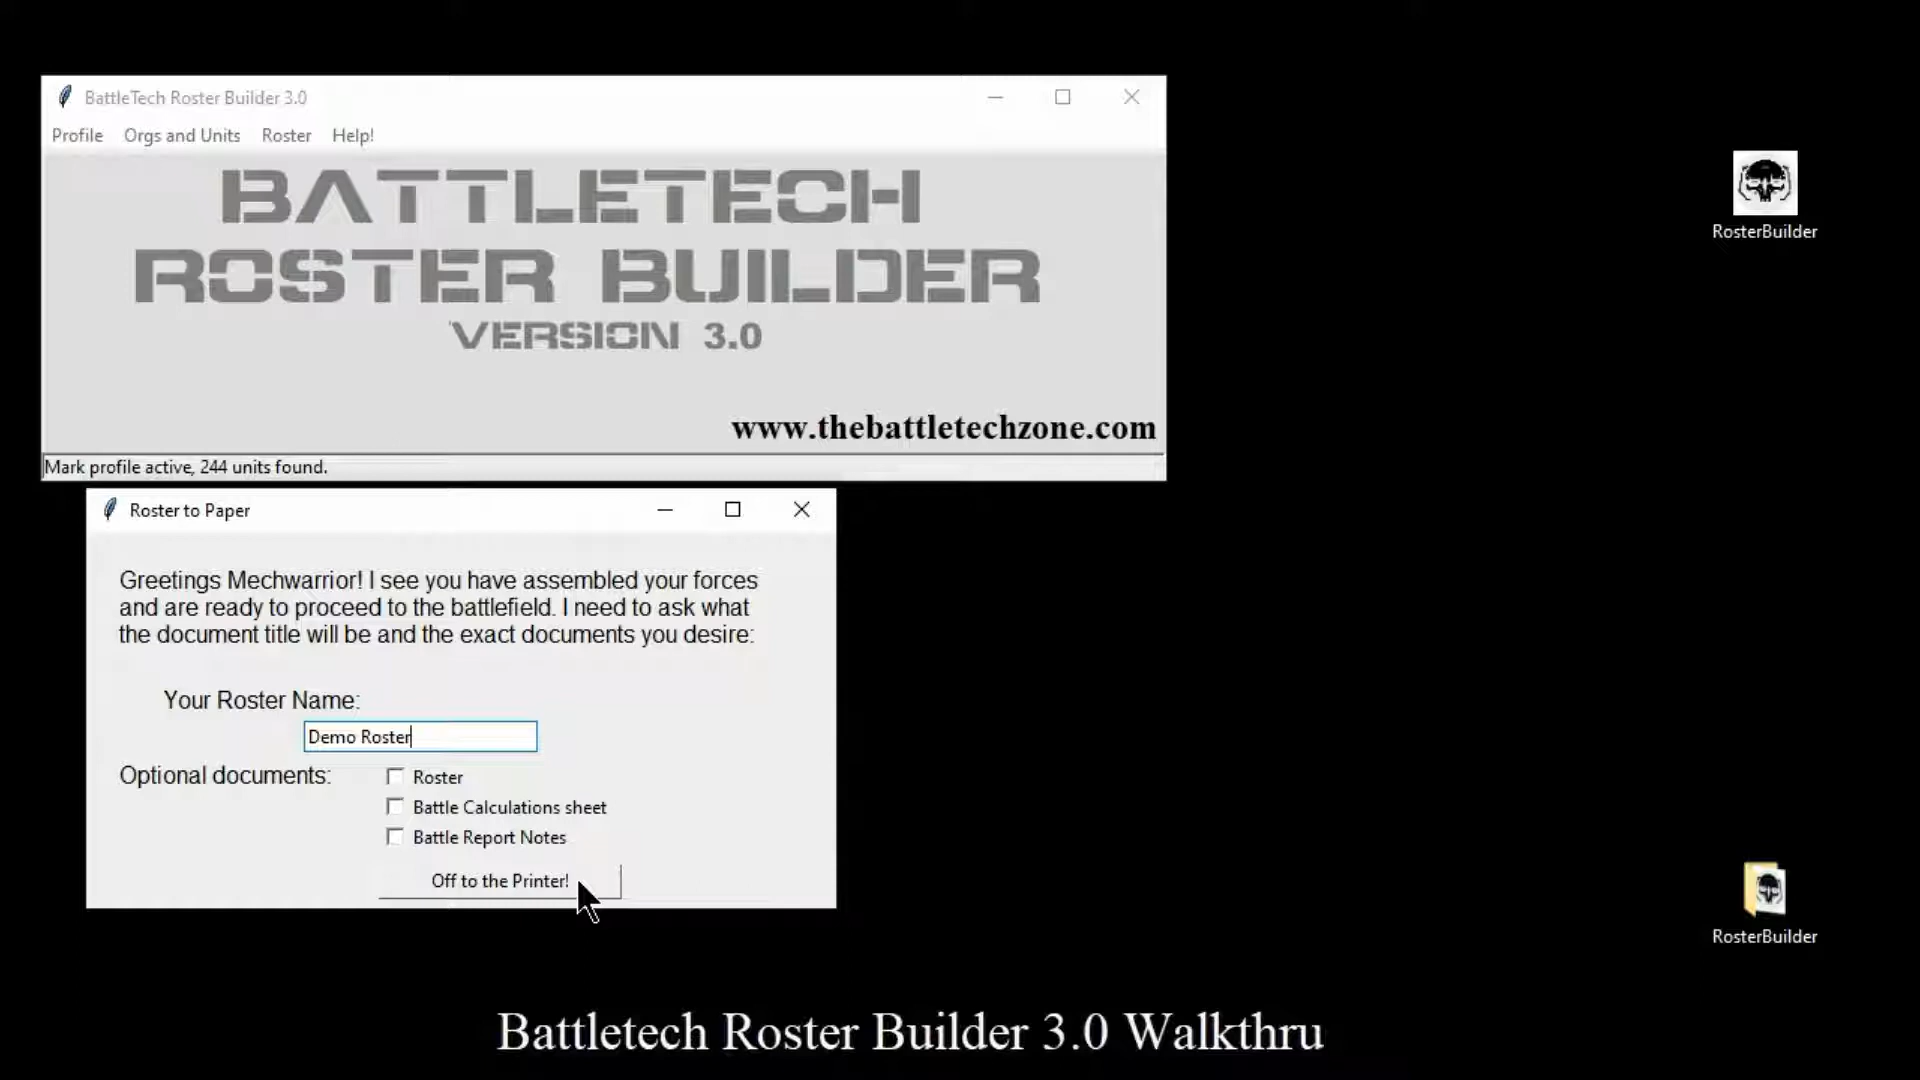 BattleTech Roster Builder 3.0
Profile Orgs and Units Roster Help!
BATTLETECH
ROSTER BUILDER
VERSION 3.0
www.thebattletechzone.com
Mark profile active, 244 units found.
Roster to Paper
Greetings Mechwarrior! I see you have assembled your forces
and are ready to proceed to the battlefield. I need to ask what
the document title will be and the exact documents you desire:
Your Roster Name:
Demo Roster
Optional documents:
Roster
Battle Calculations sheet
Battle Report Notes
Off to the Printer!
RosterBuilder
RosterBuilder
Battletech Roster Builder 3.0 Walkthru